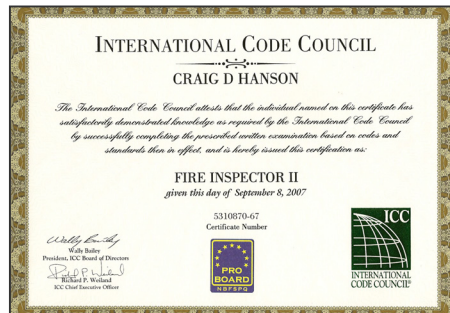 INTERNATIONAL CODE COUNCIL
CRAIG D HANSON
The International Code Council attests that the individual named on this certificate has
satisfactorily demonstrated knowledge as required by the International Code Council
by successfully completing the prescribed written examination based on codes and
standards then in effect, and is hereby issued this certification as:
FIRE INSPECTOR II
given this day of September 8, 2007
5310870-67
Certificate Number
Wally Bailey
Wally Bailey
President, ICC Board of Directors
Richard P. Weiland
ICC Chief Executive Officer
PRO
BOARD
NBFSPQ
ICC
INTERNATIONAL
CODE COUNCIL®